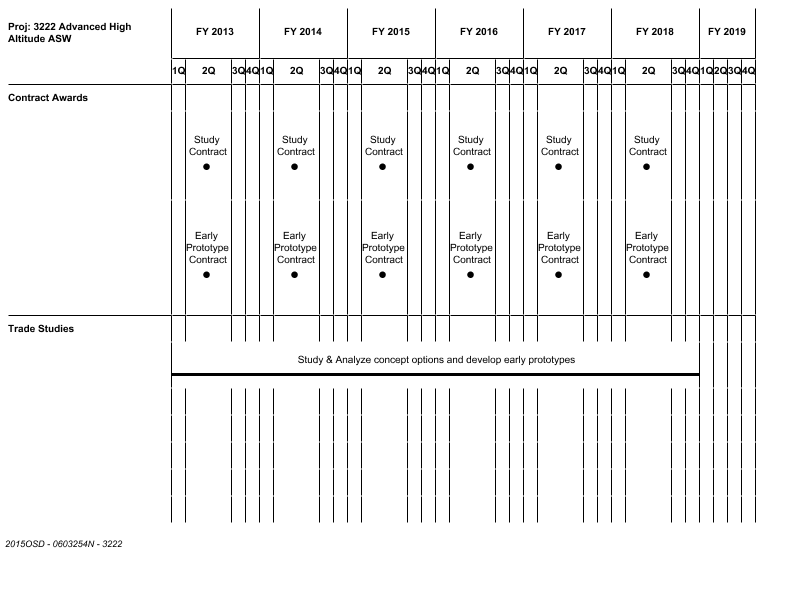 Proj: 3222 Advanced High
Altitude ASW
FY 2013 FY 2014 FY 2015 FY 2016 FY 2017 FY 2018 FY 2019
1Q 2Q 3Q 4Q 1Q 2Q 3Q 4Q 1Q 2Q 3Q 4Q 1Q 2Q 3Q 4Q 1Q 2Q 3Q 4Q 1Q 2Q 3Q 4Q 1Q 2Q 3Q 4Q
Contract Awards
Study Study Study Study Study Study
Contract Contract Contract Contract Contract Contract
Early Early Early Early Early Early
Prototype Prototype Prototype Prototype Prototype Prototype
Contract Contract Contract Contract Contract Contract
Trade Studies
Study & Analyze concept options and develop early prototypes
2015OSD - 0603254N - 3222